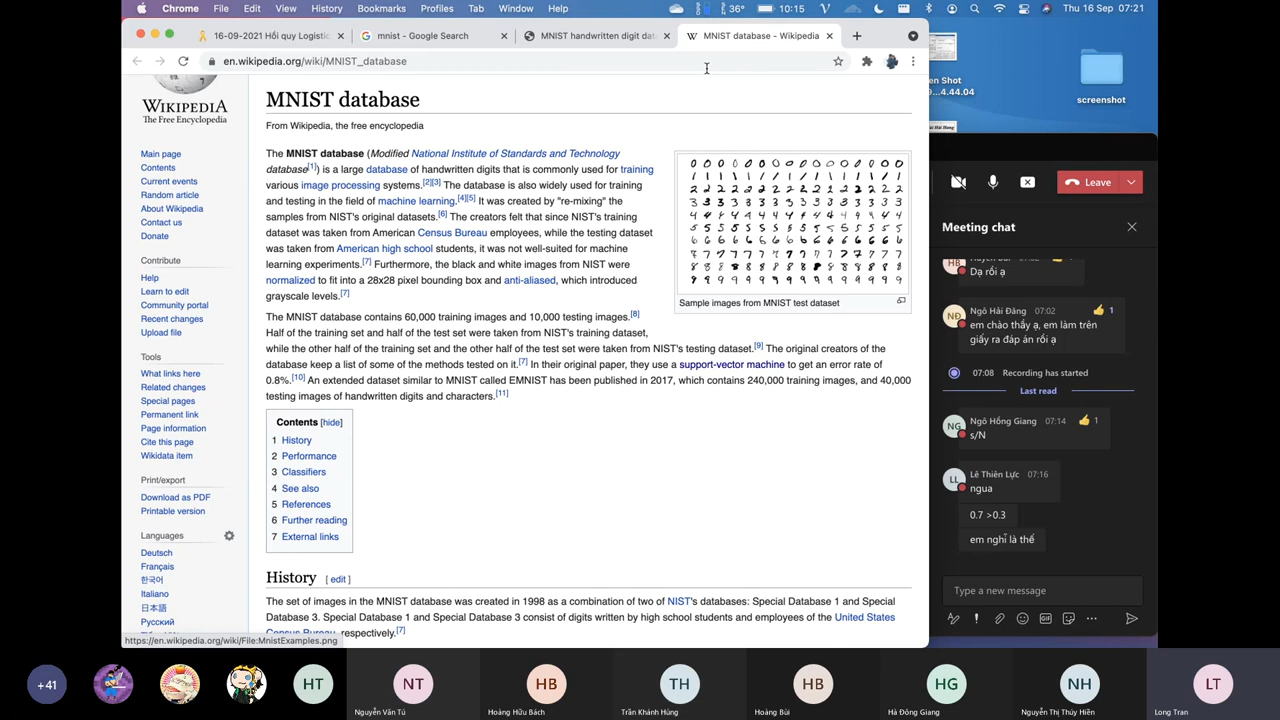 Chrome File Edit View History Bookmarks Profiles Tab Window Help 36° 10:15 Thu 16 Sep 07:21
16-09-2021 Hồi quy Logistic
mnist - Google Search
MNIST handwritten digit dat
MNIST database - Wikipedia
en.wikipedia.org/wiki/MNIST_database
WIKIPEDIA
The Free Encyclopedia
Main page
Contents
Current events
Random article
About Wikipedia
Contact us
Donate
Contribute
Help
Learn to edit
Community portal
Recent changes
Upload file
Tools
What links here
Related changes
Special pages
Permanent link
Page information
Cite this page
Wikidata item
Print/export
Download as PDF
Printable version
Languages
Deutsch
Français
한국어
Italiano
日本語
Русский
https://en.wikipedia.org/wiki/File:MnistExamples.png
MNIST database
From Wikipedia, the free encyclopedia
The MNIST database (Modified National Institute of Standards and Technology
database[1]) is a large database of handwritten digits that is commonly used for training
various image processing systems.[2][3] The database is also widely used for training
and testing in the field of machine learning.[4][5] It was created by "re-mixing" the
samples from NIST's original datasets.[6] The creators felt that since NIST's training
dataset was taken from American Census Bureau employees, while the testing dataset
was taken from American high school students, it was not well-suited for machine
learning experiments.[7] Furthermore, the black and white images from NIST were
normalized to fit into a 28x28 pixel bounding box and anti-aliased, which introduced
grayscale levels.[7]
Sample images from MNIST test dataset
The MNIST database contains 60,000 training images and 10,000 testing images.[8]
Half of the training set and half of the test set were taken from NIST's training dataset,
while the other half of the training set and the other half of the test set were taken from NIST's testing dataset.[9] The original creators of the
database keep a list of some of the methods tested on it.[7] In their original paper, they use a support-vector machine to get an error rate of
0.8%.[10] An extended dataset similar to MNIST called EMNIST has been published in 2017, which contains 240,000 training images, and 40,000
testing images of handwritten digits and characters.[11]
Contents [hide]
1 History
2 Performance
3 Classifiers
4 See also
5 References
6 Further reading
7 External links
History [ edit ]
The set of images in the MNIST database was created in 1998 as a combination of two of NIST's databases: Special Database 1 and Special
Database 3. Special Database 1 and Special Database 3 consist of digits written by high school students and employees of the United States
Census Bureau, respectively.[7]
en Shot
9...4.44.04
screenshot
Leave
Meeting chat
HB
Dạ rồi ạ
NĐ
Ngô Hải Đăng 07:02 1
em chào thầy ạ, em làm trên
giấy ra đáp án rồi ạ
07:08 Recording has started
Last read
NG
Ngô Hồng Giang 07:14 1
s/N
LL
Lê Thiên Lực 07:16
ngua
0.7 >0.3
em nghĩ là thế
Type a new message
GIF
+41
HT
NT
Nguyễn Văn Tú
HB
Hoàng Hữu Bách
TH
Trần Khánh Hùng
HB
Hoàng Bùi
HG
Hà Đông Giang
NH
Nguyễn Thị Thúy Hiền
LT
Long Tran